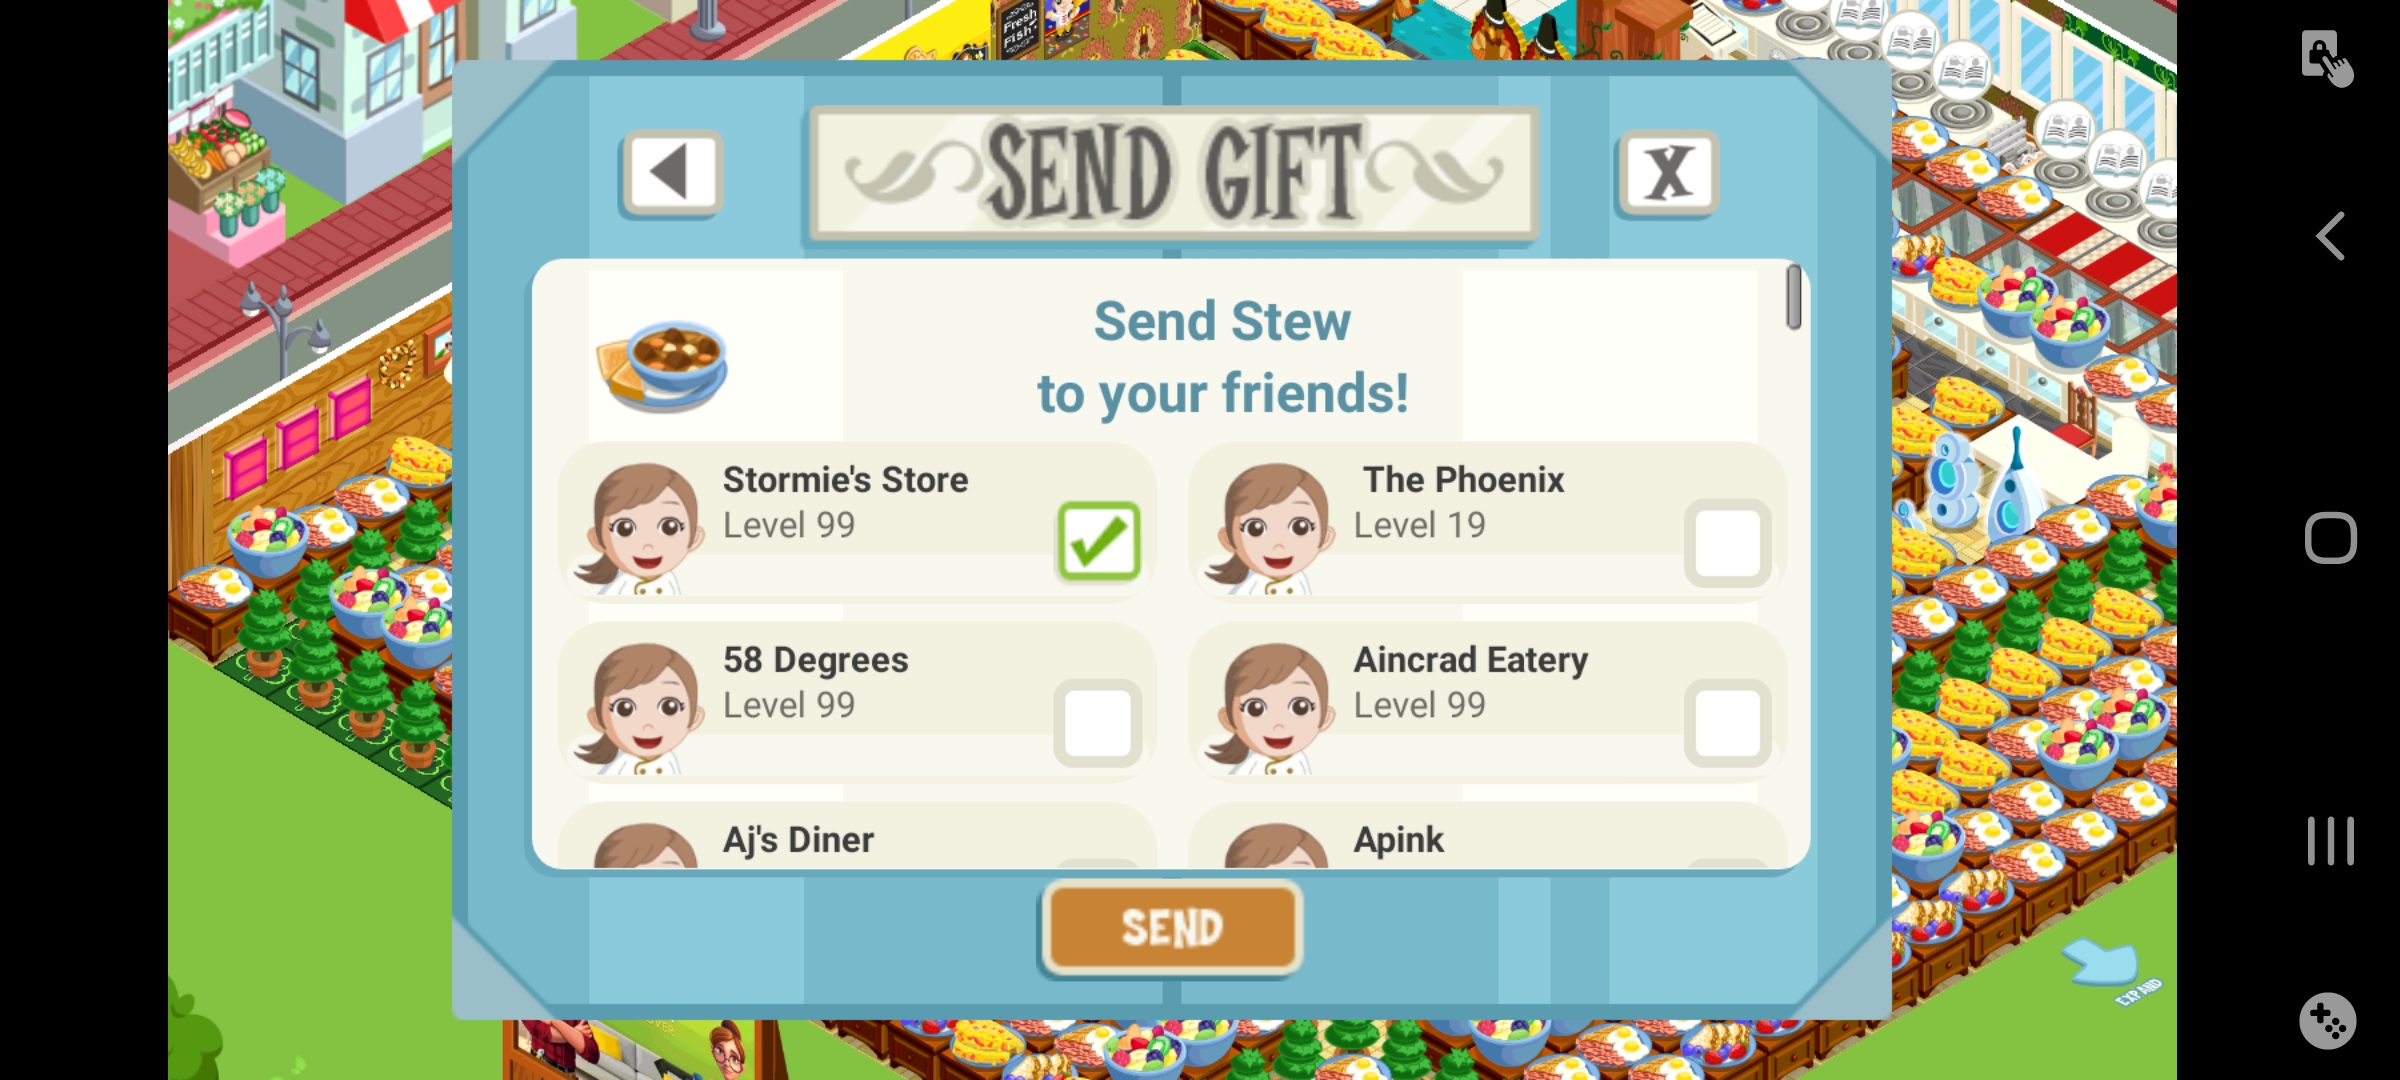 Fresh
Fish
SEND GIFT
X
Send Stew
to your friends!
Stormie's Store
Level 99
The Phoenix
Level 19
58 Degrees
Level 99
Aincrad Eatery
Level 99
Aj's Diner
Apink
SEND
EXPAND